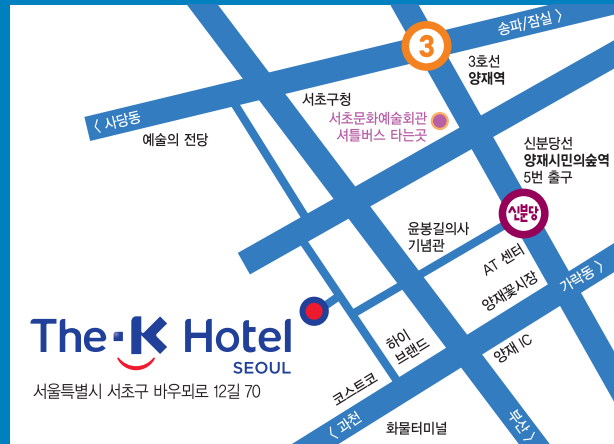 송파/잠실 〉
3
3호선
양재역
서초구청
〈 사당동
서초문화예술회관
셔틀버스 타는곳
예술의 전당
신분당선
양재시민의숲역
5번 출구
신분당
윤봉길의사
기념관
AT 센터
가락동 〉
양재꽃시장
The-K Hotel
SEOUL
하이
브랜드
양재 IC
서울특별시 서초구 바우뫼로 12길 70
코스트코
〈 과천
화물터미널
부산 〉